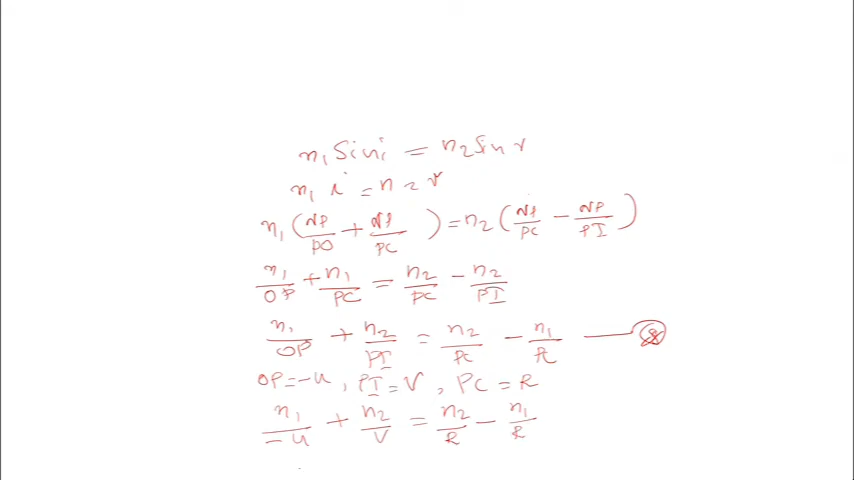 n₁ Sin i = n₂ Sin r
n₁ i = n₂ r
n₁ (NP/PO + NP/PC) = n₂ (NP/PC − NP/PI)
n₁/OP + n₁/PC = n₂/PC − n₂/PI
n₁/OP + n₂/PI = n₂/PC − n₁/PC —
OP = −u, PI = V, PC = R
n₁/−u + n₂/V = n₂/R − n₁/R